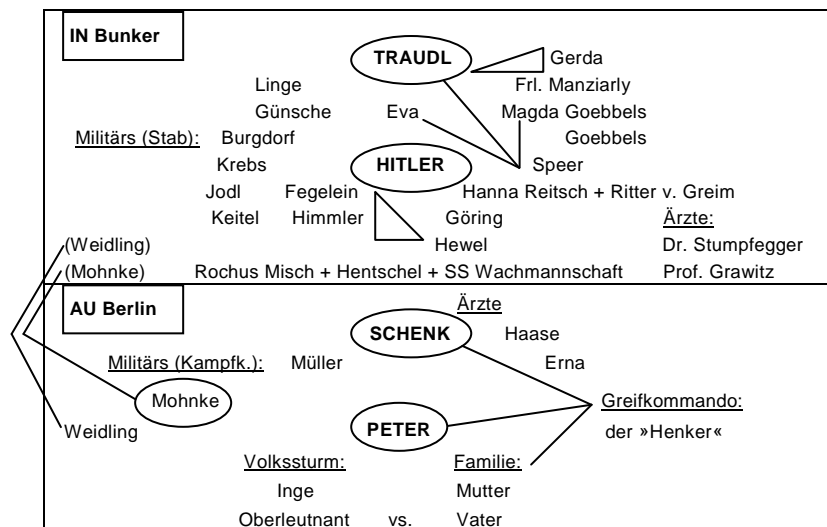 IN Bunker
TRAUDL Gerda
Linge Frl. Manziarly
Günsche Eva Magda Goebbels
Militärs (Stab): Burgdorf Goebbels
Krebs HITLER Speer
Jodl Fegelein Hanna Reitsch + Ritter v. Greim
Keitel Himmler Göring Ärzte:
(Weidling) Hewel Dr. Stumpfegger
(Mohnke) Rochus Misch + Hentschel + SS Wachmannschaft Prof. Grawitz
AU Berlin Ärzte
SCHENK Haase
Militärs (Kampfk.): Müller Erna
Mohnke Greifkommando:
Weidling PETER der »Henker«
Volkssturm: Familie:
Inge Mutter
Oberleutnant vs. Vater